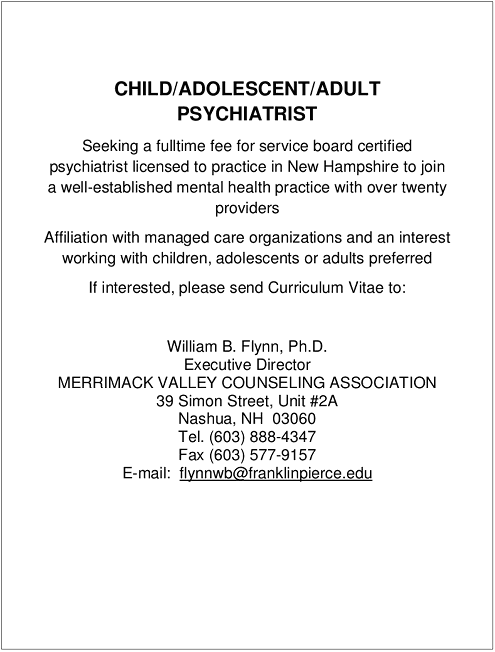 CHILD/ADOLESCENT/ADULT
PSYCHIATRIST
Seeking a fulltime fee for service board certified
psychiatrist licensed to practice in New Hampshire to join
a well-established mental health practice with over twenty
providers
Affiliation with managed care organizations and an interest
working with children, adolescents or adults preferred
If interested, please send Curriculum Vitae to:
William B. Flynn, Ph.D.
Executive Director
MERRIMACK VALLEY COUNSELING ASSOCIATION
39 Simon Street, Unit #2A
Nashua, NH  03060
Tel. (603) 888-4347
Fax (603) 577-9157
E-mail:  flynnwb@franklinpierce.edu